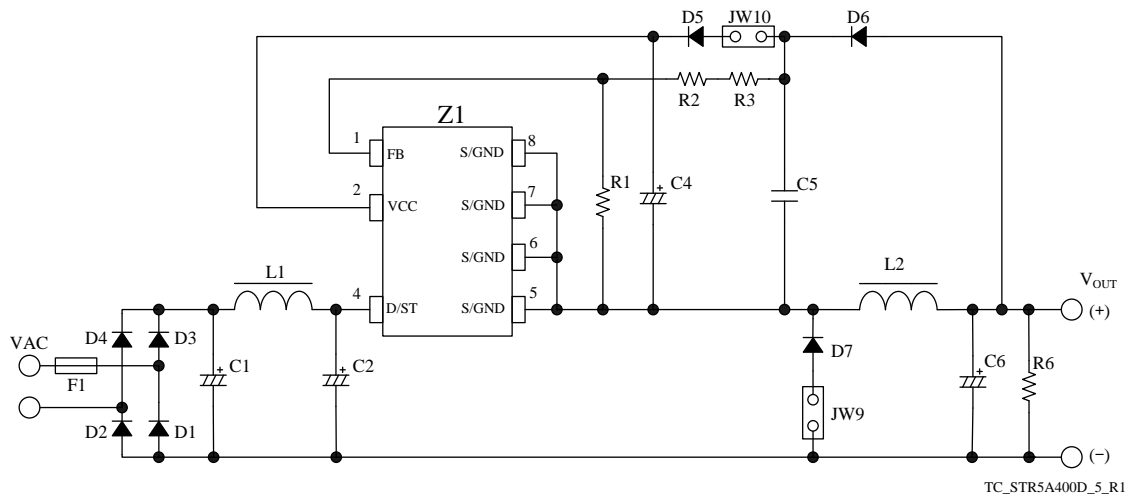 D5
JW10
D6
R2
R3
Z1
1
FB
S/GND
8
2
VCC
S/GND
7
R1
C4
C5
S/GND
6
L1
L2
VOUT
4
D/ST
S/GND
5
(+)
D4
D3
VAC
F1
C1
C2
D7
C6
R6
JW9
D2
D1
(−)
TC_STR5A400D_5_R1
+
+
+
+